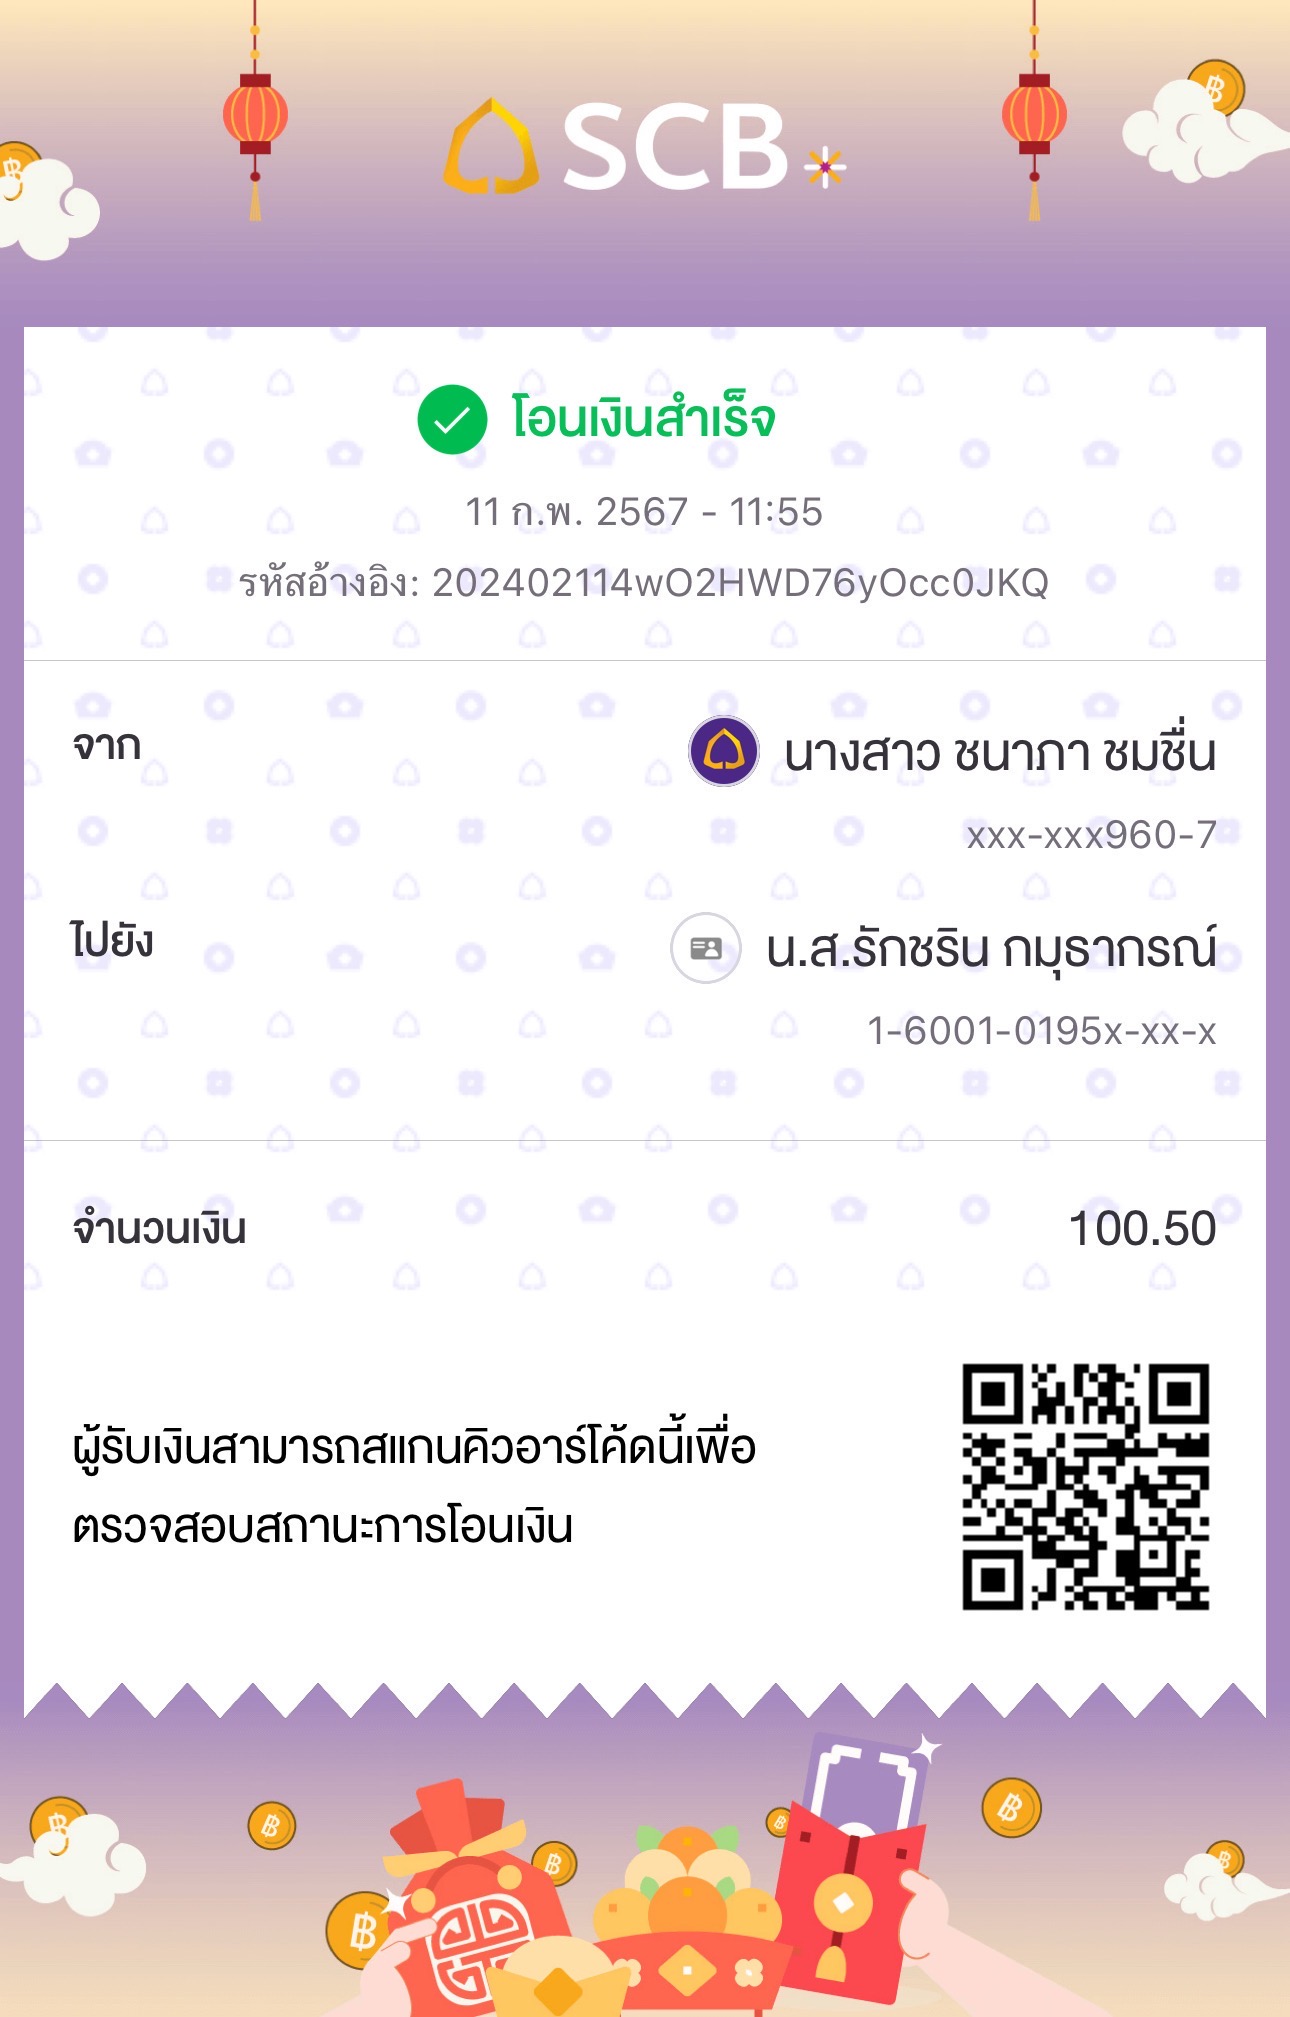 SCB
โอนเงินสำเร็จ
11 ก.พ. 2567 - 11:55
รหัสอ้างอิง: 202402114wO2HWD76yOcc0JKQ
จาก
นางสาว ชนาภา ชมชื่น
xxx-xxx960-7
ไปยัง
น.ส.รักชริน กมุธากรณ์
1-6001-0195x-xx-x
จำนวนเงิน
100.50
ผู้รับเงินสามารถสแกนคิวอาร์โค้ดนี้เพื่อ
ตรวจสอบสถานะการโอนเงิน